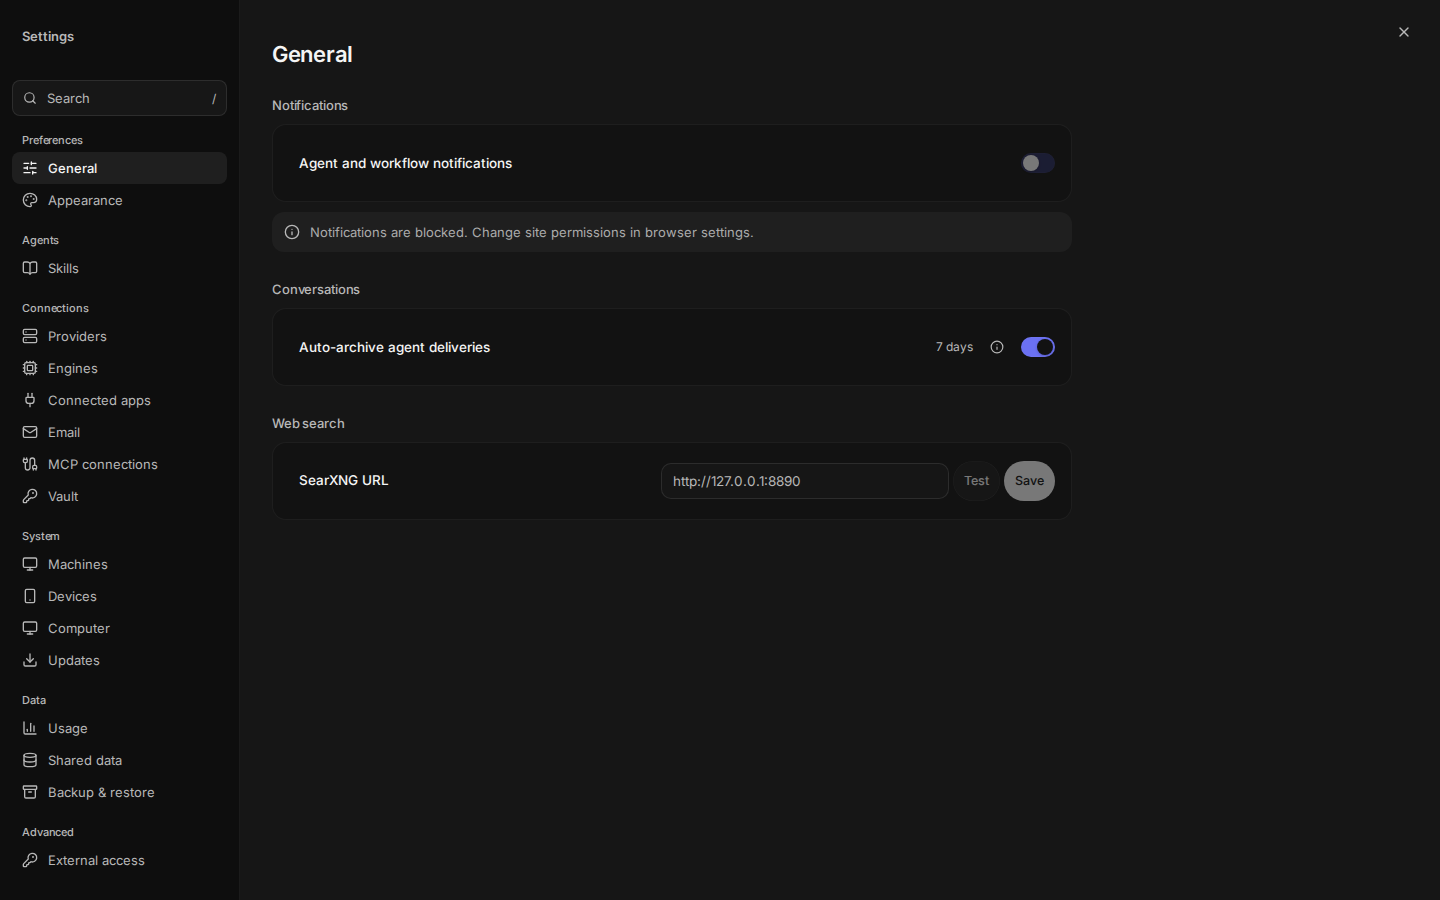 Settings
Search /
Preferences
General
Appearance
Agents
Skills
Connections
Providers
Engines
Connected apps
Email
MCP connections
Vault
System
Machines
Devices
Computer
Updates
Data
Usage
Shared data
Backup & restore
Advanced
External access
General
Notifications
Agent and workflow notifications
Notifications are blocked. Change site permissions in browser settings.
Conversations
Auto-archive agent deliveries 7 days
Web search
SearXNG URL http://127.0.0.1:8890 Test Save